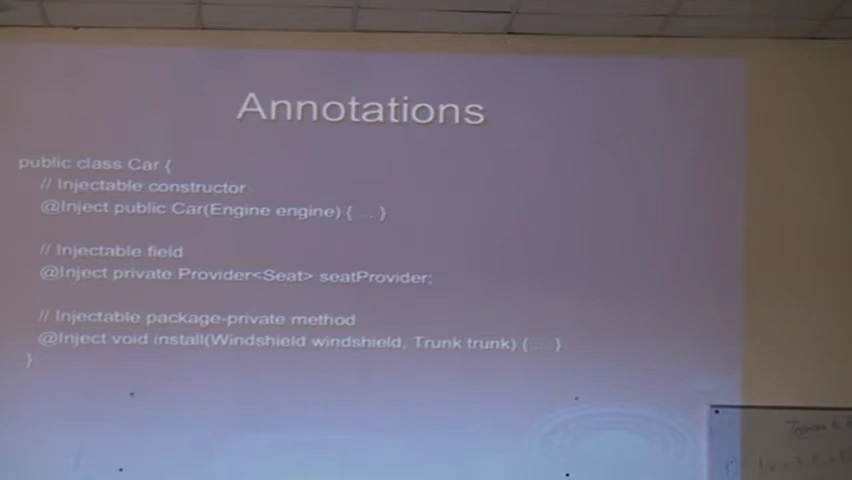 Annotations
public class Car {
// Injectable constructor
@Inject public Car(Engine engine) { ... }
// Injectable field
@Inject private Provider<Seat> seatProvider;
// Injectable package-private method
@Inject void install(Windshield windshield, Trunk trunk) { ... }
}